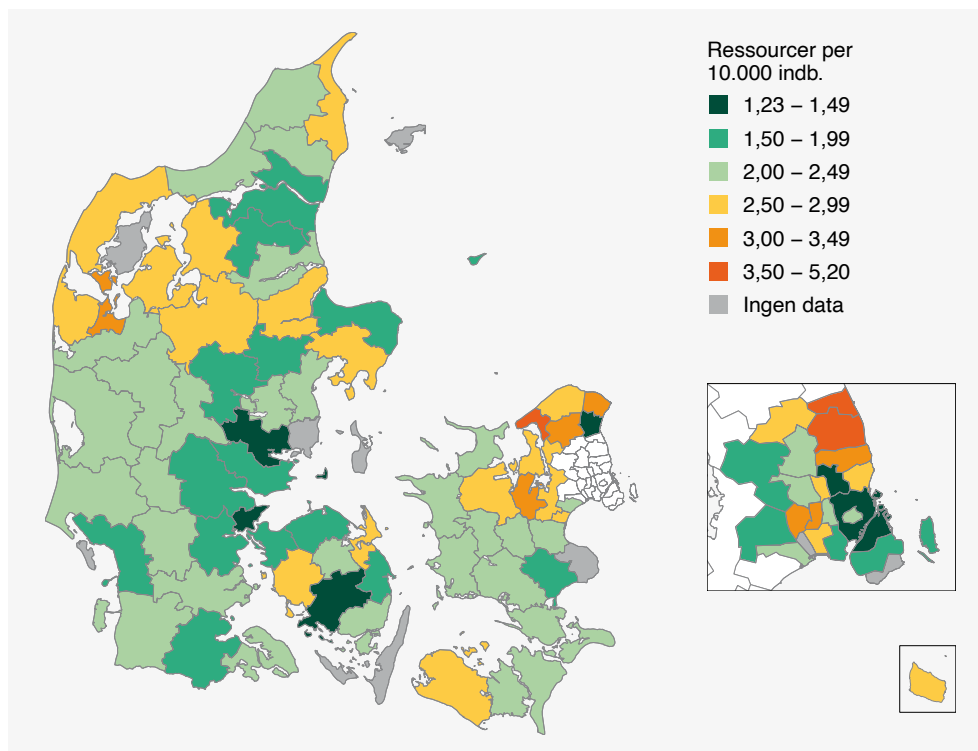 Ressourcer per
10.000 indb.
1,23 – 1,49
1,50 – 1,99
2,00 – 2,49
2,50 – 2,99
3,00 – 3,49
3,50 – 5,20
Ingen data